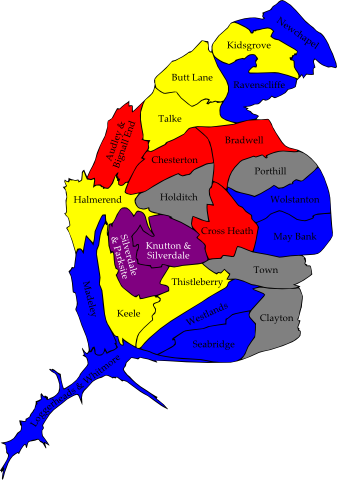 Newchapel
Kidsgrove
Butt Lane
Ravenscliffe
Talke
Audley &
Bignall End
Bradwell
Chesterton
Porthill
Halmerend
Holditch
Wolstanton
Silverdale
& Parksite
Knutton &
Silverdale
Cross Heath
May Bank
Town
Thistleberry
Madeley
Keele
Westlands
Clayton
Seabridge
Loggerheads & Whitmore